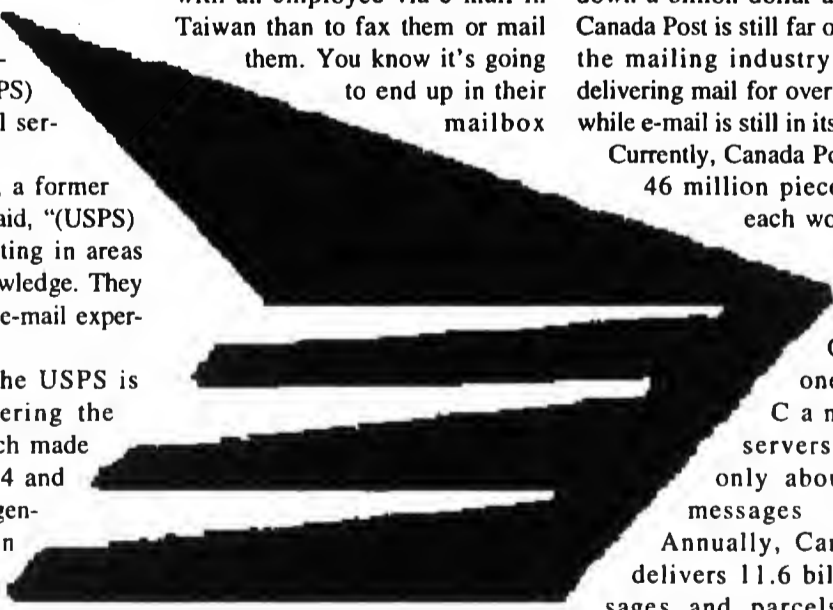 -
PS)
l ser-
, a former
aid, “(USPS)
ting in areas
wledge. They
e-mail exper-
he USPS is
ering the
ch made
4 and
gen-
n
with an employee via e-mail in
Taiwan than to fax them or mail
them. You know it's going
to end up in their
mailbox
down a billion dollar a
Canada Post is still far o
the mailing industry
delivering mail for over
while e-mail is still in its
Currently, Canada Po
46 million piece
each wo
one
C a n
servers
only abou
messages
Annually, Can
delivers 11.6 bil
sages and parcels